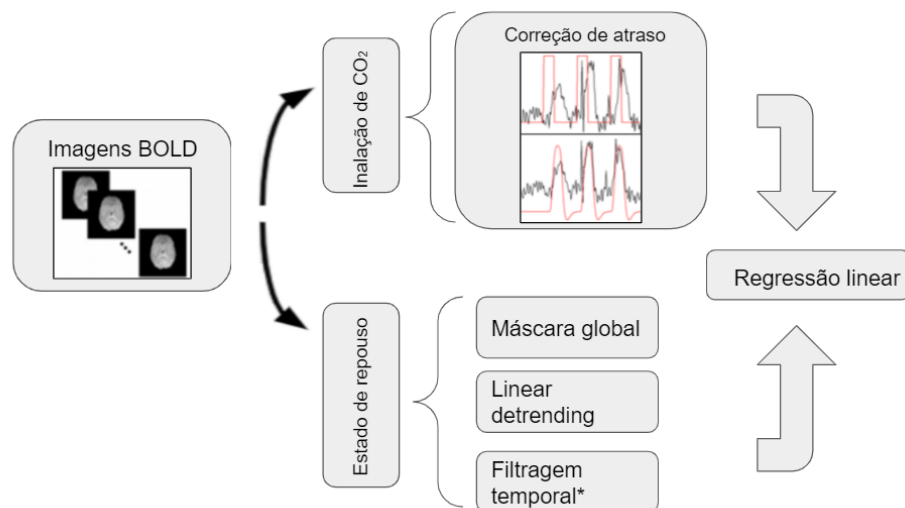 Imagens BOLD
Inalação de CO₂
Correção de atraso
Estado de repouso
Máscara global
Linear
detrending
Filtragem
temporal*
Regressão linear